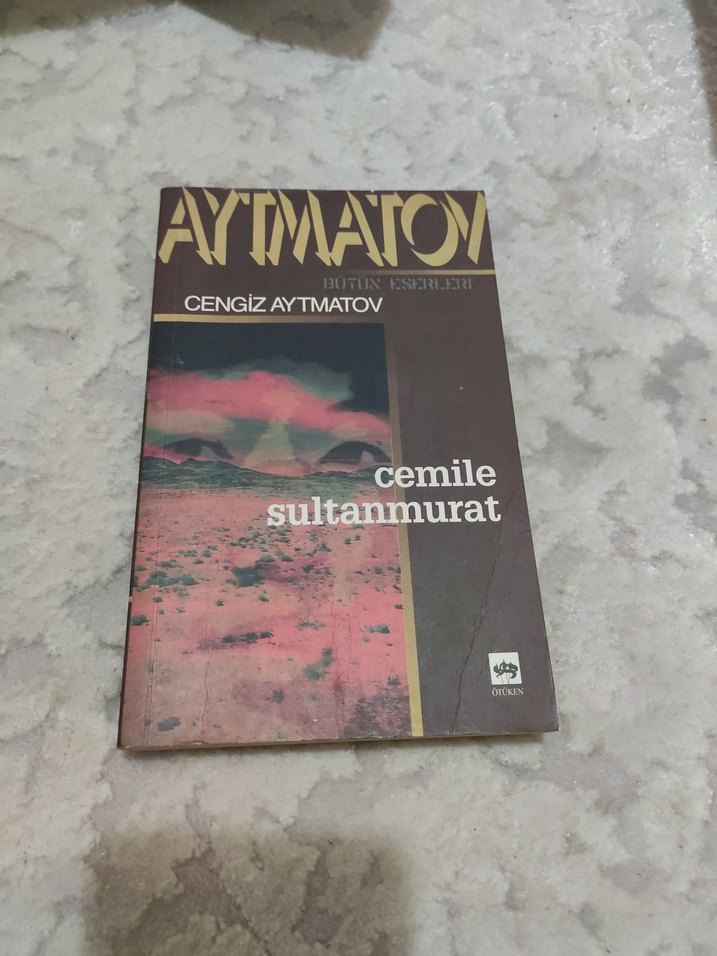 AYTMATOV
BÜTÜN ESERLERİ
CENGİZ AYTMATOV
cemile
sultanmurat
ÖTÜKEN